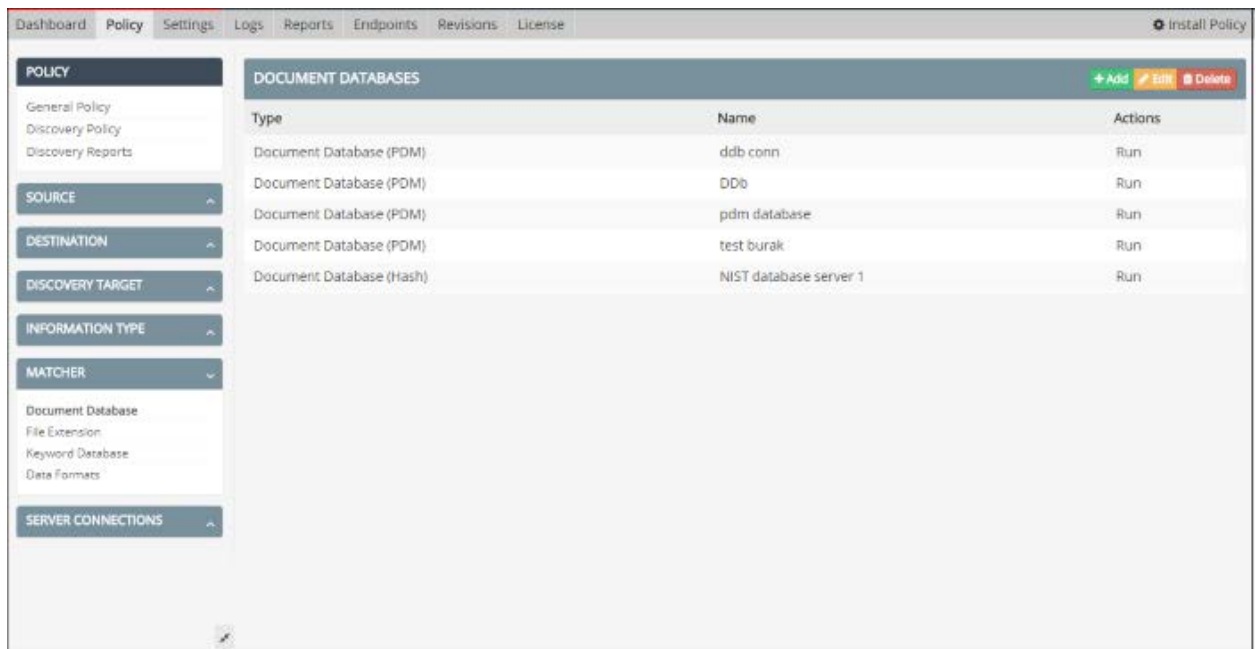 Dashboard Policy Settings Logs Reports Endpoints Revisions License Install Policy
POLICY
General Policy
Discovery Policy
Discovery Reports
SOURCE
DESTINATION
DISCOVERY TARGET
INFORMATION TYPE
MATCHER
Document Database
File Extension
Keyword Database
Data Formats
SERVER CONNECTIONS
DOCUMENT DATABASES +Add Edit Delete
Type Name Actions
Document Database (PDM) ddb conn Run
Document Database (PDM) DDb Run
Document Database (PDM) pdm database Run
Document Database (PDM) test burak Run
Document Database (Hash) NIST database server 1 Run